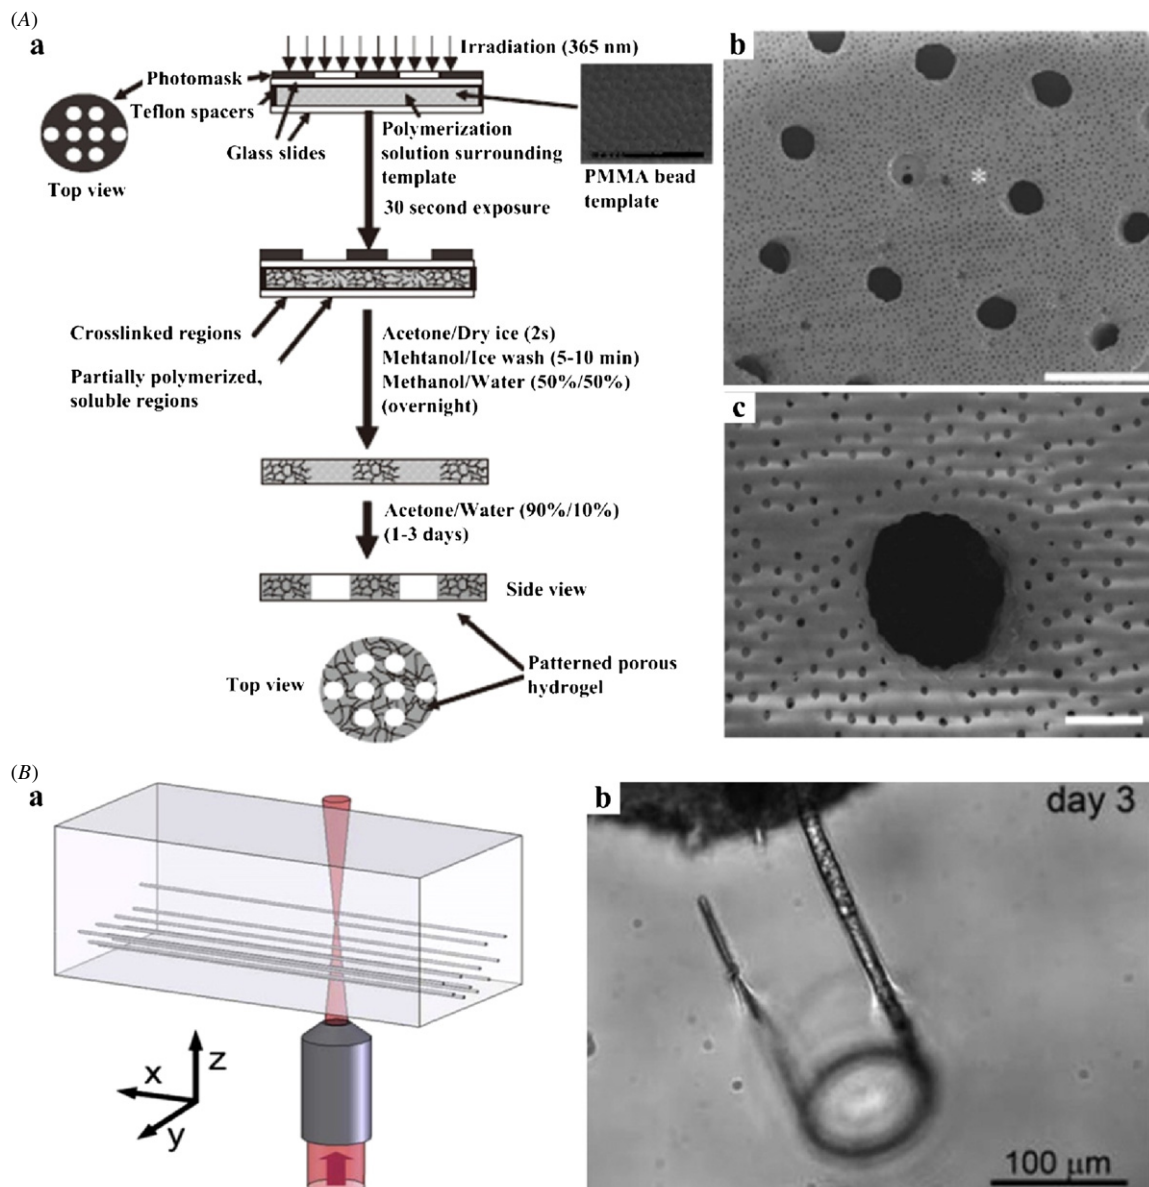 (A)
a
Irradiation (365 nm)
Photomask
Teflon spacers
Glass slides
Top view
Polymerization
solution surrounding
template
30 second exposure
PMMA bead
template
Crosslinked regions
Partially polymerized,
soluble regions
Acetone/Dry ice (2s)
Mehtanol/Ice wash (5-10 min)
Methanol/Water (50%/50%)
(overnight)
Acetone/Water (90%/10%)
(1-3 days)
Side view
Top view
Patterned porous
hydrogel
b
*
c
(B)
a
x
y
z
b
day 3
100 µm